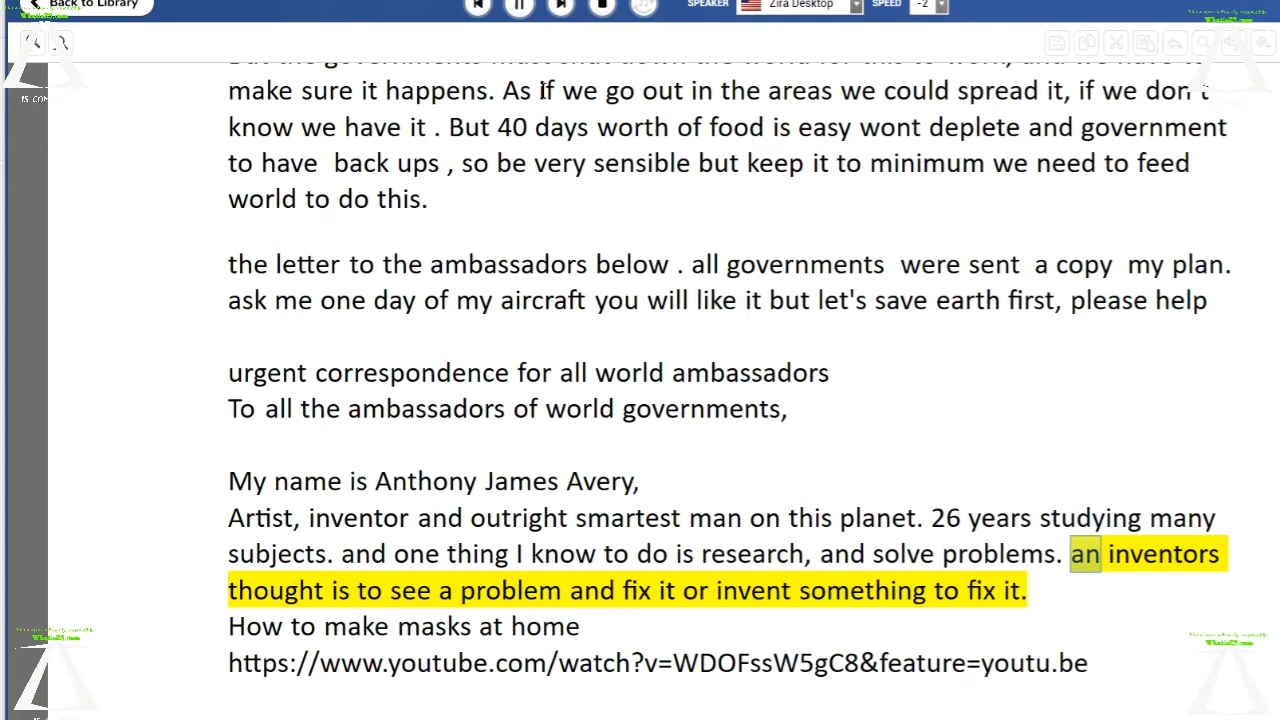 Back to Library
SPEAKER Zira Desktop SPEED -2
make sure it happens. As if we go out in the areas we could spread it, if we don't
know we have it . But 40 days worth of food is easy wont deplete and government
to have back ups , so be very sensible but keep it to minimum we need to feed
world to do this.
the letter to the ambassadors below . all governments were sent a copy my plan.
ask me one day of my aircraft you will like it but let's save earth first, please help
urgent correspondence for all world ambassadors
To all the ambassadors of world governments,
My name is Anthony James Avery,
Artist, inventor and outright smartest man on this planet. 26 years studying many
subjects. and one thing I know to do is research, and solve problems. an inventors
thought is to see a problem and fix it or invent something to fix it.
How to make masks at home
https://www.youtube.com/watch?v=WDOFssW5gC8&feature=youtu.be